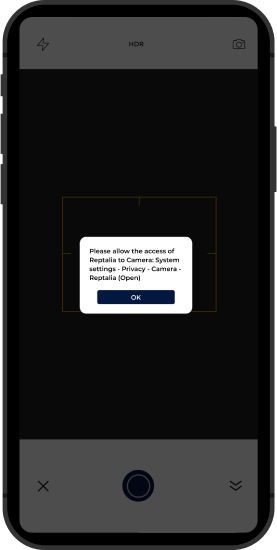 HDR
Please allow the access of
Reptalia to Camera: System
settings - Privacy - Camera -
Reptalia (Open)
OK